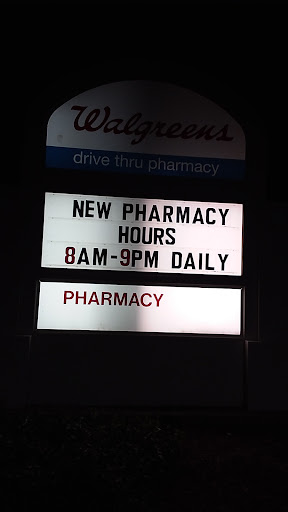 Walgreens
drive thru pharmacy
NEW PHARMACY
HOURS
8AM-9PM DAILY
PHARMACY